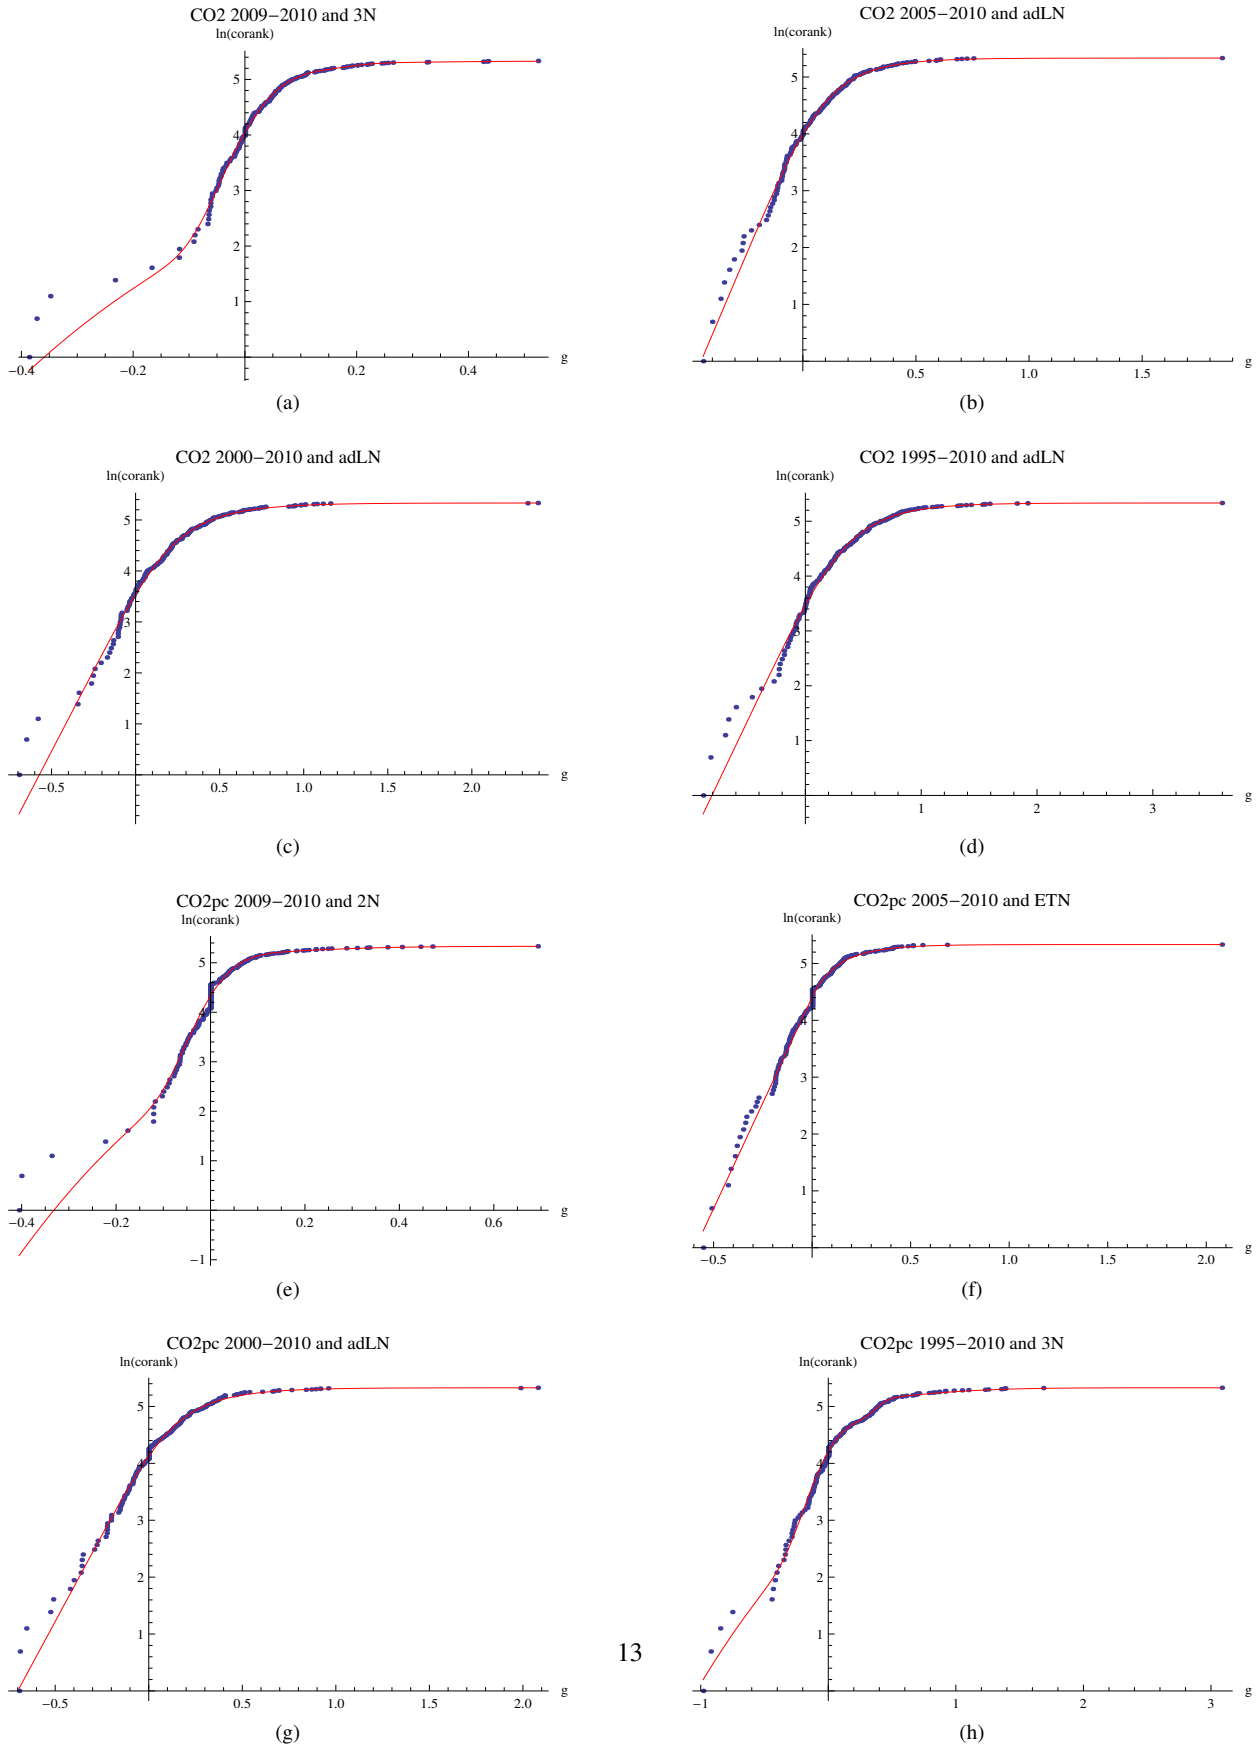 CO2 2009−2010 and 3N
ln(corank)
5
4
3
2
1
−0.4 −0.2 0.2 0.4 g
(a)
CO2 2005−2010 and adLN
ln(corank)
5
4
3
2
1
0.5 1.0 1.5 g
(b)
CO2 2000−2010 and adLN
ln(corank)
5
4
3
2
1
−0.5 0.5 1.0 1.5 2.0 g
(c)
CO2 1995−2010 and adLN
ln(corank)
5
4
3
2
1
1 2 3 g
(d)
CO2pc 2009−2010 and 2N
ln(corank)
5
4
3
2
1
−0.4 −0.2 0.2 0.4 0.6 g
−1
(e)
CO2pc 2005−2010 and ETN
ln(corank)
5
4
3
2
1
−0.5 0.5 1.0 1.5 2.0 g
(f)
CO2pc 2000−2010 and adLN
ln(corank)
5
4
3
2
1
−0.5 0.5 1.0 1.5 2.0 g
(g)
CO2pc 1995−2010 and 3N
ln(corank)
5
4
3
2
1
−1 1 2 3 g
(h)
13